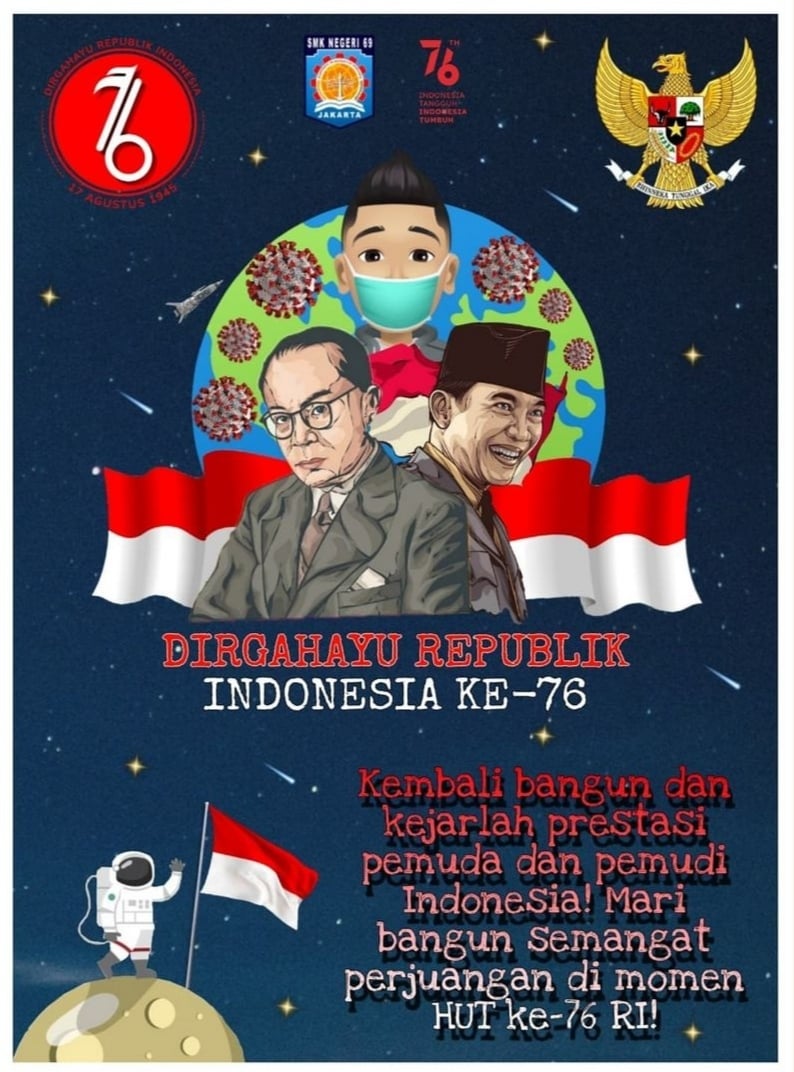 DIRGAHAYU REPUBLIK INDONESIA
76
17 AGUSTUS 1945
SMK NEGERI 69
JAKARTA
76TH
INDONESIA
TANGGUH
INDONESIA
TUMBUH
BHINNEKA TUNGGAL IKA
DIRGAHAYU REPUBLIK
INDONESIA KE-76
Kembali bangun dan
kejarlah prestasi
pemuda dan pemudi
Indonesia! Mari
bangun semangat
perjuangan di momen
HUT ke-76 RI!